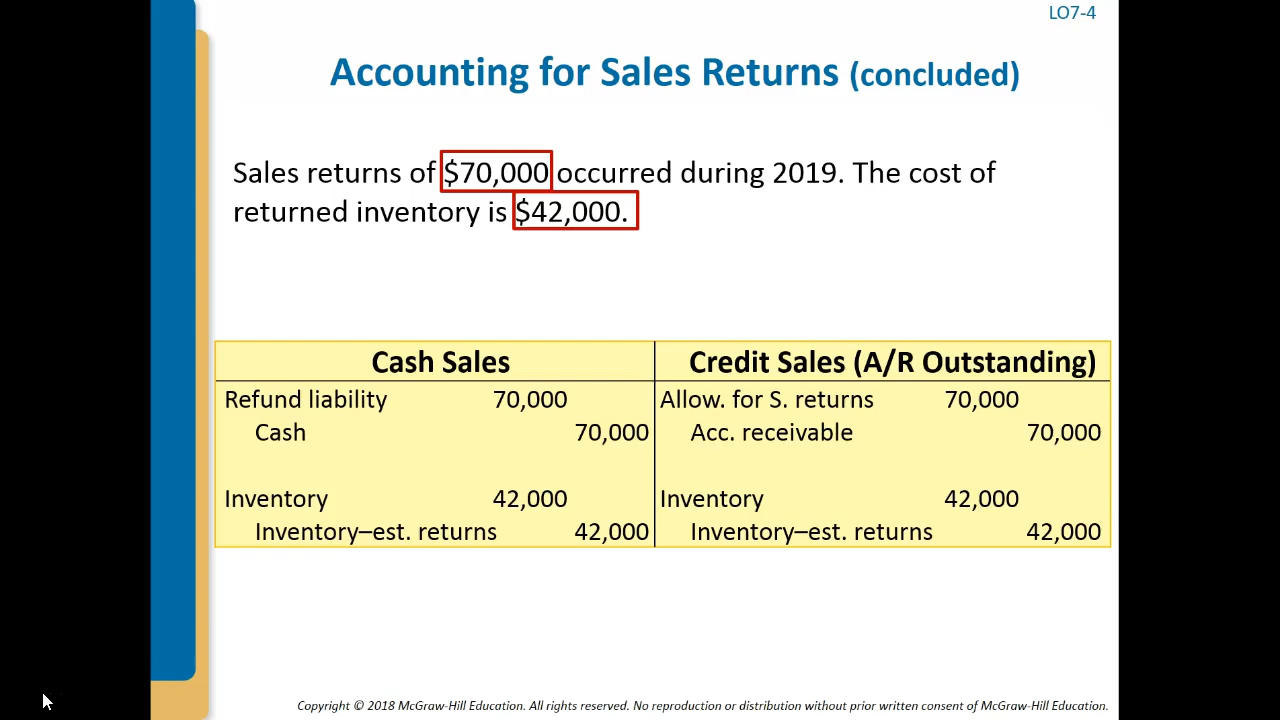 LO7-4
Accounting for Sales Returns (concluded)
Sales returns of $70,000 occurred during 2019. The cost of
returned inventory is $42,000.
Cash Sales Credit Sales (A/R Outstanding)
Refund liability 70,000 Allow. for S. returns 70,000
Cash 70,000 Acc. receivable 70,000
Inventory 42,000 Inventory 42,000
Inventory–est. returns 42,000 Inventory–est. returns 42,000
Copyright © 2018 McGraw-Hill Education. All rights reserved. No reproduction or distribution without prior written consent of McGraw-Hill Education.